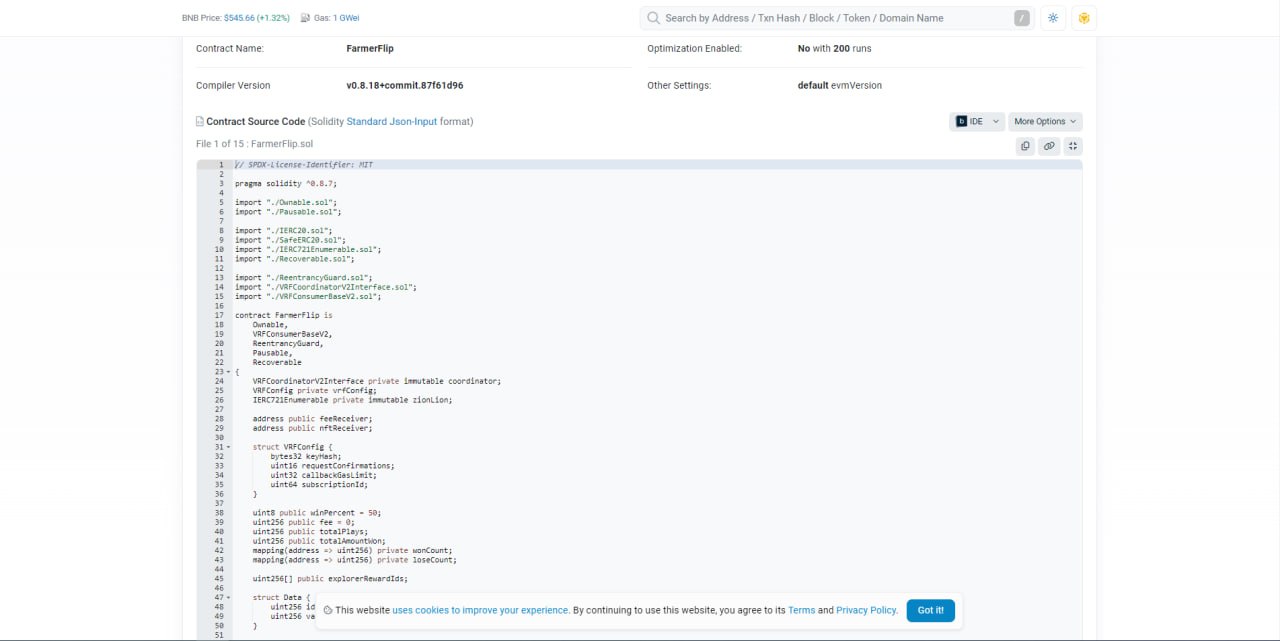 BNB Price: $545.66 (+1.32%) Gas: 1 GWei
Search by Address / Txn Hash / Block / Token / Domain Name /
Contract Name: FarmerFlip Optimization Enabled: No with 200 runs
Compiler Version v0.8.18+commit.87f61d96 Other Settings: default evmVersion
Contract Source Code (Solidity Standard Json-Input format) IDE More Options
File 1 of 15 : FarmerFlip.sol
1 // SPDX-License-Identifier: MIT
2
3 pragma solidity ^0.8.7;
4
5 import "./Ownable.sol";
6 import "./Pausable.sol";
7
8 import "./IERC20.sol";
9 import "./SafeERC20.sol";
10 import "./IERC721Enumerable.sol";
11 import "./Recoverable.sol";
12
13 import "./ReentrancyGuard.sol";
14 import "./VRFCoordinatorV2Interface.sol";
15 import "./VRFConsumerBaseV2.sol";
16
17 contract FarmerFlip is
18 Ownable,
19 VRFConsumerBaseV2,
20 ReentrancyGuard,
21 Pausable,
22 Recoverable
23 {
24 VRFCoordinatorV2Interface private immutable coordinator;
25 VRFConfig private vrfConfig;
26 IERC721Enumerable private immutable zionLion;
27
28 address public feeReceiver;
29 address public nftReceiver;
30
31 struct VRFConfig {
32 bytes32 keyHash;
33 uint16 requestConfirmations;
34 uint32 callbackGasLimit;
35 uint64 subscriptionId;
36 }
37
38 uint8 public winPercent = 50;
39 uint256 public fee = 0;
40 uint256 public totalPlays;
41 uint256 public totalAmountWon;
42 mapping(address => uint256) private wonCount;
43 mapping(address => uint256) private loseCount;
44
45 uint256[] public explorerRewardIds;
46
47 struct Data {
48 uint256 id
49 uint256 va
50 }
51
This website uses cookies to improve your experience. By continuing to use this website, you agree to its Terms and Privacy Policy. Got it!